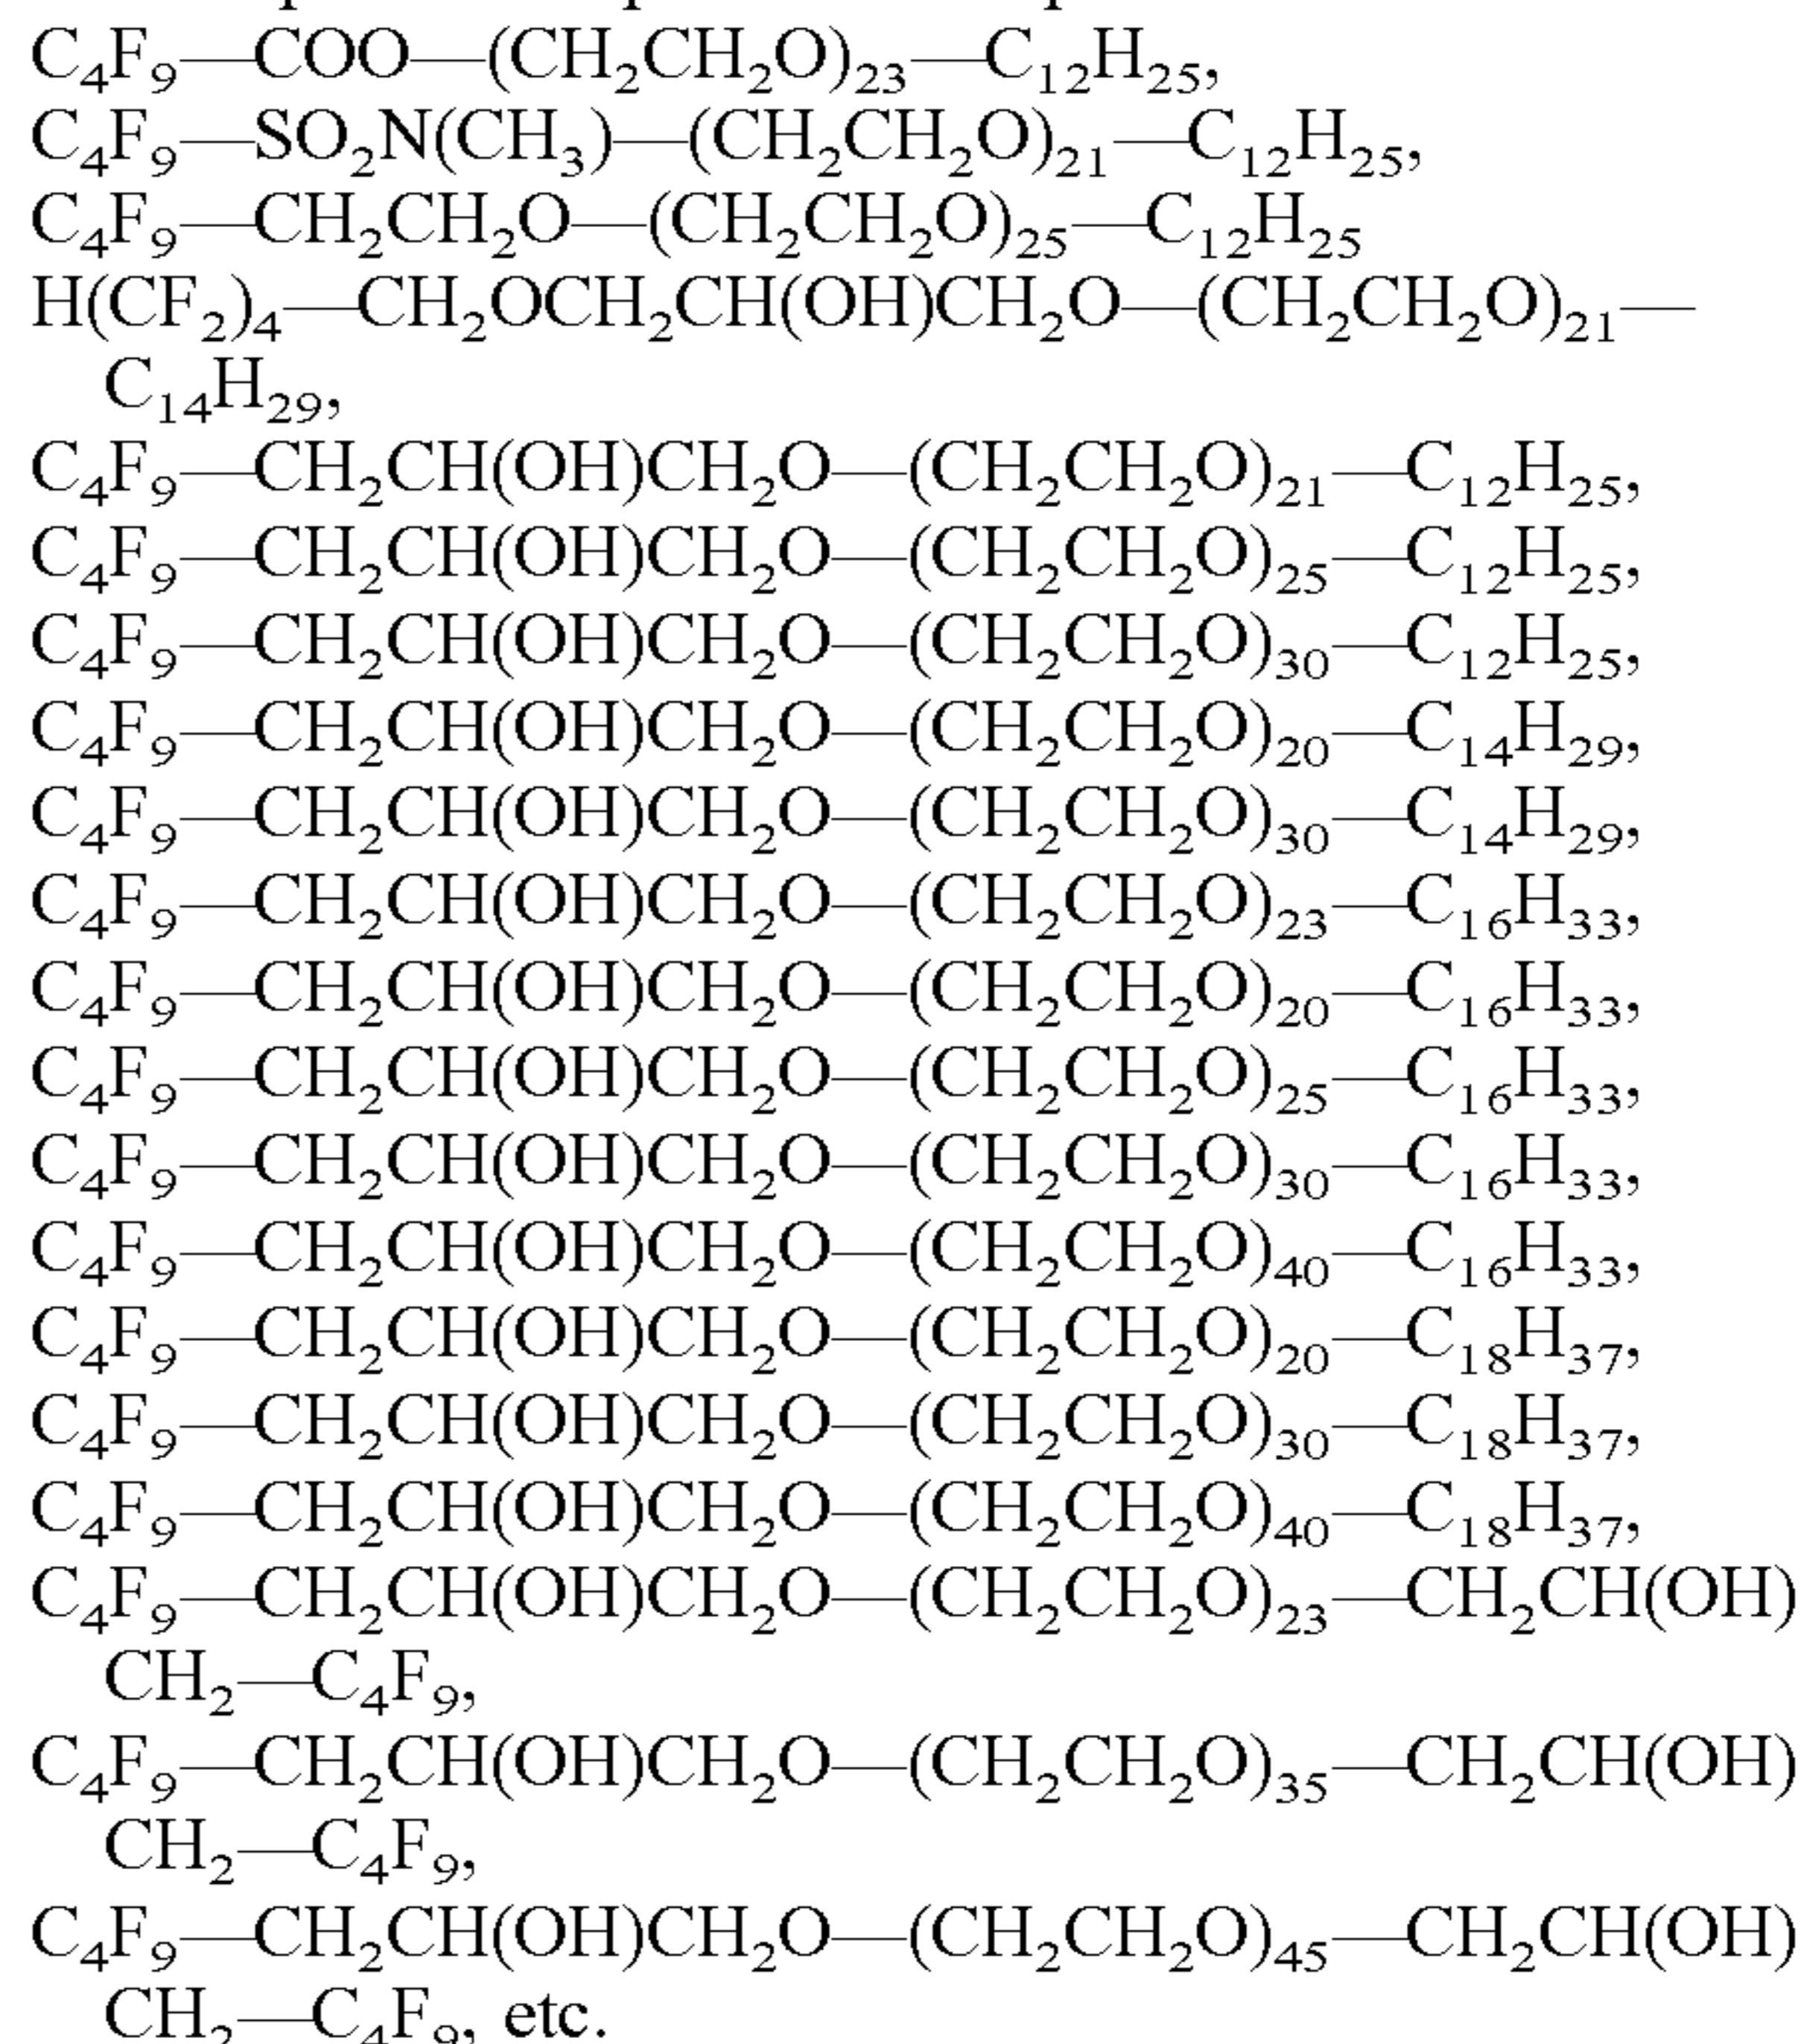 C₄F₉—COO—(CH₂CH₂O)₂₃—C₁₂H₂₅,
C₄F₉—SO₂N(CH₃)—(CH₂CH₂O)₂₁—C₁₂H₂₅,
C₄F₉—CH₂CH₂O—(CH₂CH₂O)₂₅—C₁₂H₂₅
H(CF₂)₄—CH₂OCH₂CH(OH)CH₂O—(CH₂CH₂O)₂₁—
C₁₄H₂₉,
C₄F₉—CH₂CH(OH)CH₂O—(CH₂CH₂O)₂₁—C₁₂H₂₅,
C₄F₉—CH₂CH(OH)CH₂O—(CH₂CH₂O)₂₅—C₁₂H₂₅,
C₄F₉—CH₂CH(OH)CH₂O—(CH₂CH₂O)₃₀—C₁₂H₂₅,
C₄F₉—CH₂CH(OH)CH₂O—(CH₂CH₂O)₂₀—C₁₄H₂₉,
C₄F₉—CH₂CH(OH)CH₂O—(CH₂CH₂O)₃₀—C₁₄H₂₉,
C₄F₉—CH₂CH(OH)CH₂O—(CH₂CH₂O)₂₃—C₁₆H₃₃,
C₄F₉—CH₂CH(OH)CH₂O—(CH₂CH₂O)₂₀—C₁₆H₃₃,
C₄F₉—CH₂CH(OH)CH₂O—(CH₂CH₂O)₂₅—C₁₆H₃₃,
C₄F₉—CH₂CH(OH)CH₂O—(CH₂CH₂O)₃₀—C₁₆H₃₃,
C₄F₉—CH₂CH(OH)CH₂O—(CH₂CH₂O)₄₀—C₁₆H₃₃,
C₄F₉—CH₂CH(OH)CH₂O—(CH₂CH₂O)₂₀—C₁₈H₃₇,
C₄F₉—CH₂CH(OH)CH₂O—(CH₂CH₂O)₃₀—C₁₈H₃₇,
C₄F₉—CH₂CH(OH)CH₂O—(CH₂CH₂O)₄₀—C₁₈H₃₇,
C₄F₉—CH₂CH(OH)CH₂O—(CH₂CH₂O)₂₃—CH₂CH(OH)
CH₂—C₄F₉,
C₄F₉—CH₂CH(OH)CH₂O—(CH₂CH₂O)₃₅—CH₂CH(OH)
CH₂—C₄F₉,
C₄F₉—CH₂CH(OH)CH₂O—(CH₂CH₂O)₄₅—CH₂CH(OH)
CH₂—C₄F₉, etc.